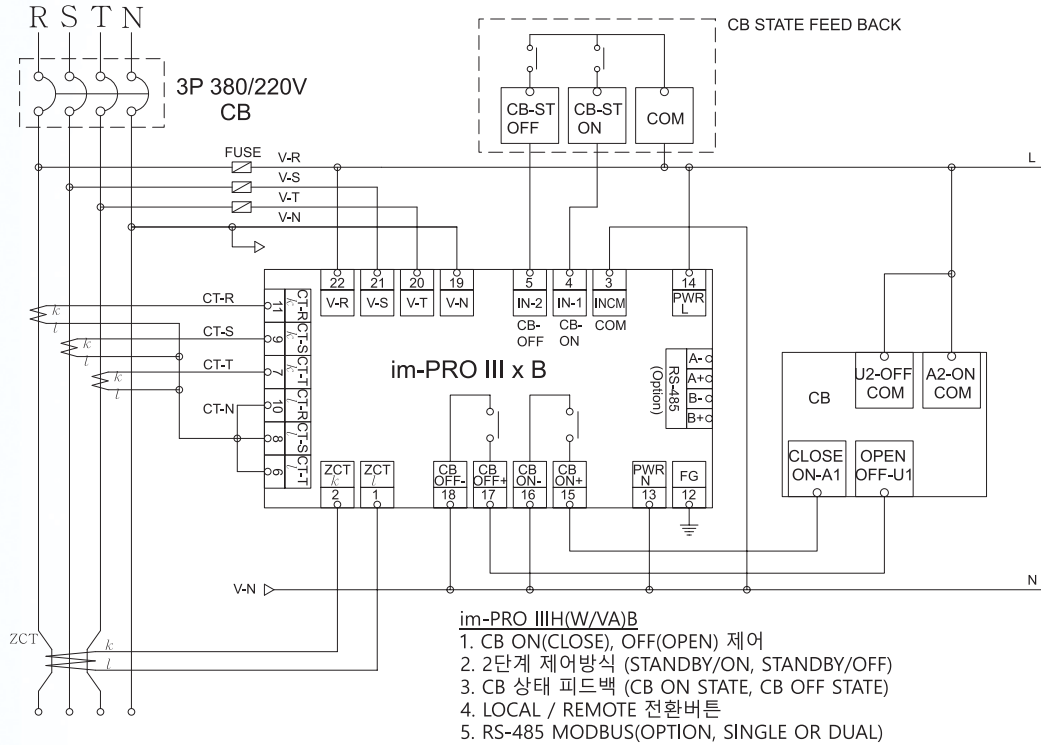 R S T N
3P 380/220V
CB
CB STATE FEED BACK
CB-ST
OFF
CB-ST
ON
COM
FUSE
V-R
V-S
V-T
V-N
L
22
21
20
19
5
4
3
14
V-R
V-S
V-T
V-N
IN-2
IN-1
INCM
PWR
L
CB-
OFF
CB-
ON
COM
CT-R
CT-S
CT-T
CT-N
k
l
k
l
k
l
11
CT-R
k
9
CT-S
k
7
CT-T
k
10
CT-R
l
8
CT-S
l
6
CT-T
l
im-PRO III x B
RS-485
(Option)
A-
A+
B-
B+
CB
U2-OFF
COM
A2-ON
COM
CLOSE
ON-A1
OPEN
OFF-U1
ZCT
k
2
ZCT
l
1
CB
OFF-
18
CB
OFF+
17
CB
ON-
16
CB
ON+
15
PWR
N
13
FG
12
V-N
N
ZCT
k
l
im-PRO IIIH(W/VA)B
1. CB ON(CLOSE), OFF(OPEN) 제어
2. 2단계 제어방식 (STANDBY/ON, STANDBY/OFF)
3. CB 상태 피드백 (CB ON STATE, CB OFF STATE)
4. LOCAL / REMOTE 전환버튼
5. RS-485 MODBUS(OPTION, SINGLE OR DUAL)